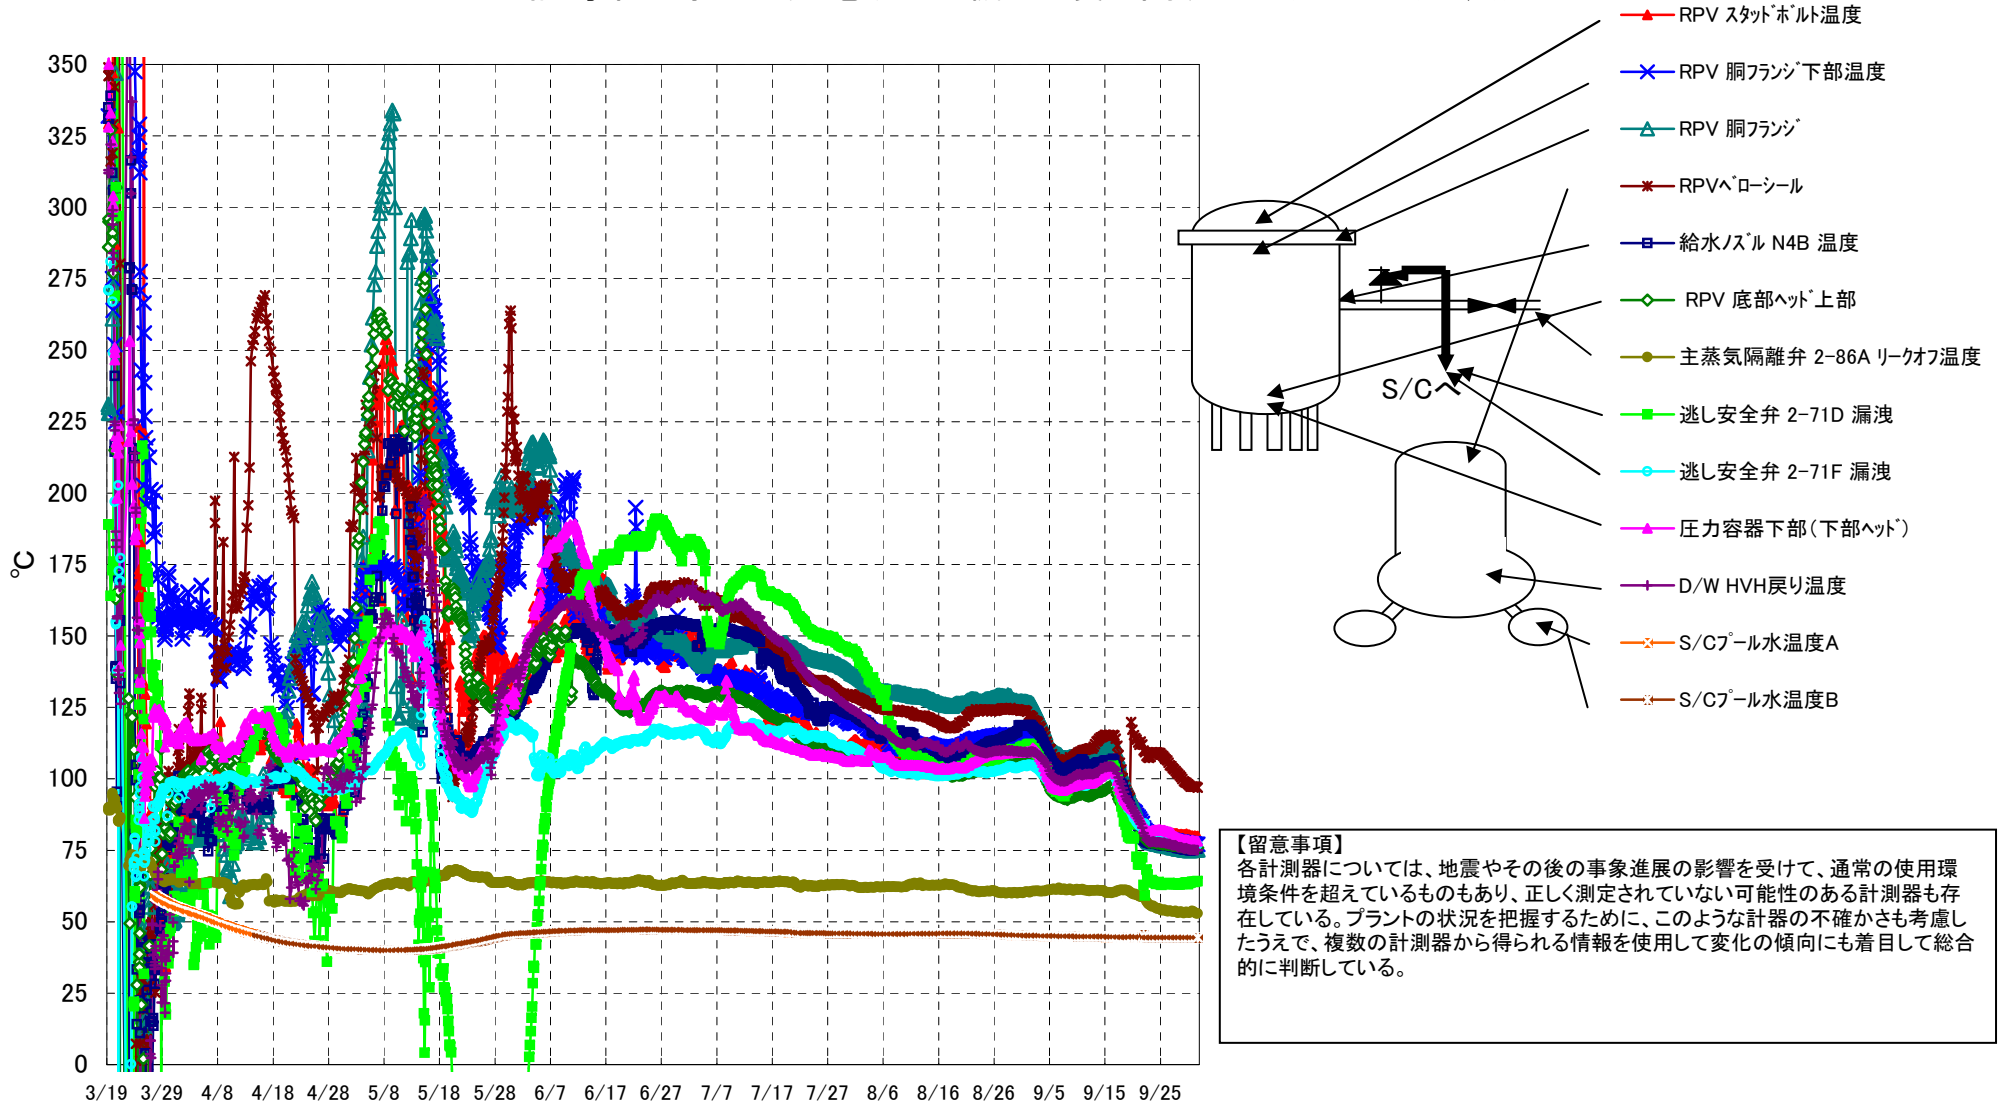 RPV スタッドボルト温度
RPV 胴フランジ下部温度
RPV 胴フランジ
RPVベローシール
給水ノズル N4B 温度
RPV 底部ヘッド上部
主蒸気隔離弁 2-86A リークオフ温度
逃し安全弁 2-71D 漏洩
逃し安全弁 2-71F 漏洩
圧力容器下部(下部ヘッド)
D/W HVH戻り温度
S/Cプール水温度A
S/Cプール水温度B
S/Cへ
℃
350
325
300
275
250
225
200
175
150
125
100
75
50
25
0
3/19 3/29 4/8 4/18 4/28 5/8 5/18 5/28 6/7 6/17 6/27 7/7 7/17 7/27 8/6 8/16 8/26 9/5 9/15 9/25
【留意事項】
各計測器については、地震やその後の事象進展の影響を受けて、通常の使用環
境条件を超えているものもあり、正しく測定されていない可能性のある計測器も存
在している。プラントの状況を把握するために、このような計器の不確かさも考慮し
たうえで、複数の計測器から得られる情報を使用して変化の傾向にも着目して総合
的に判断している。